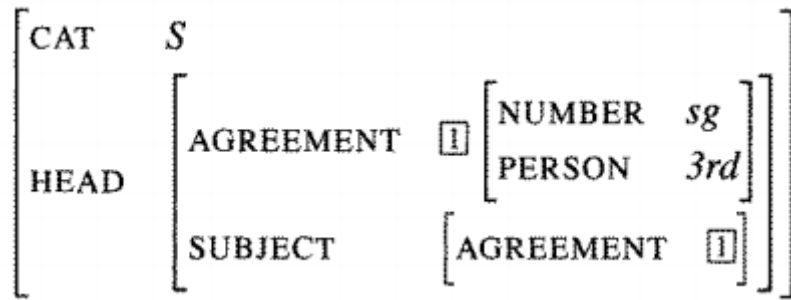 CAT S
NUMBER sg
AGREEMENT 1
PERSON 3rd
HEAD
SUBJECT AGREEMENT 1